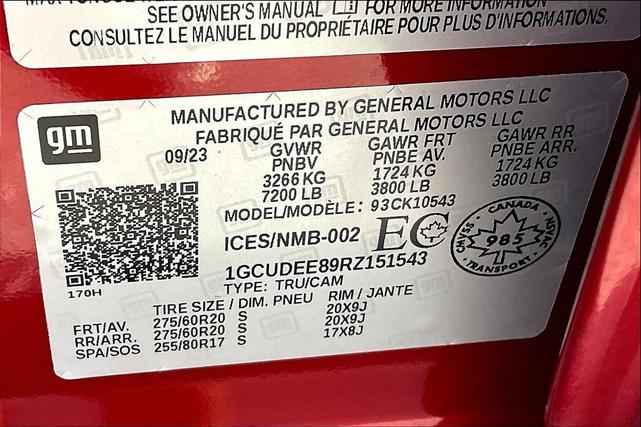 SEE OWNER'S MANUAL FOR MORE INFORMATION
CONSULTEZ LE MANUEL DU PROPRIÉTAIRE POUR PLUS D'INFORMATIONS.
gm
MANUFACTURED BY GENERAL MOTORS LLC
FABRIQUÉ PAR GENERAL MOTORS LLC
09/23 GVWR GAWR FRT GAWR RR
PNBV PNBE AV. PNBE ARR.
3266 KG 1724 KG 1724 KG
7200 LB 3800 LB 3800 LB
MODEL/MODÈLE: 93CK10543
ICES/NMB-002 EC
CANADA
985
TRANSPORT
1GCUDEE89RZ151543
TYPE: TRU/CAM
170H
TIRE SIZE / DIM. PNEU RIM / JANTE
FRT/AV. 275/60R20 S 20X9J
RR/ARR. 275/60R20 S 20X9J
SPA/SOS 255/80R17 S 17X8J